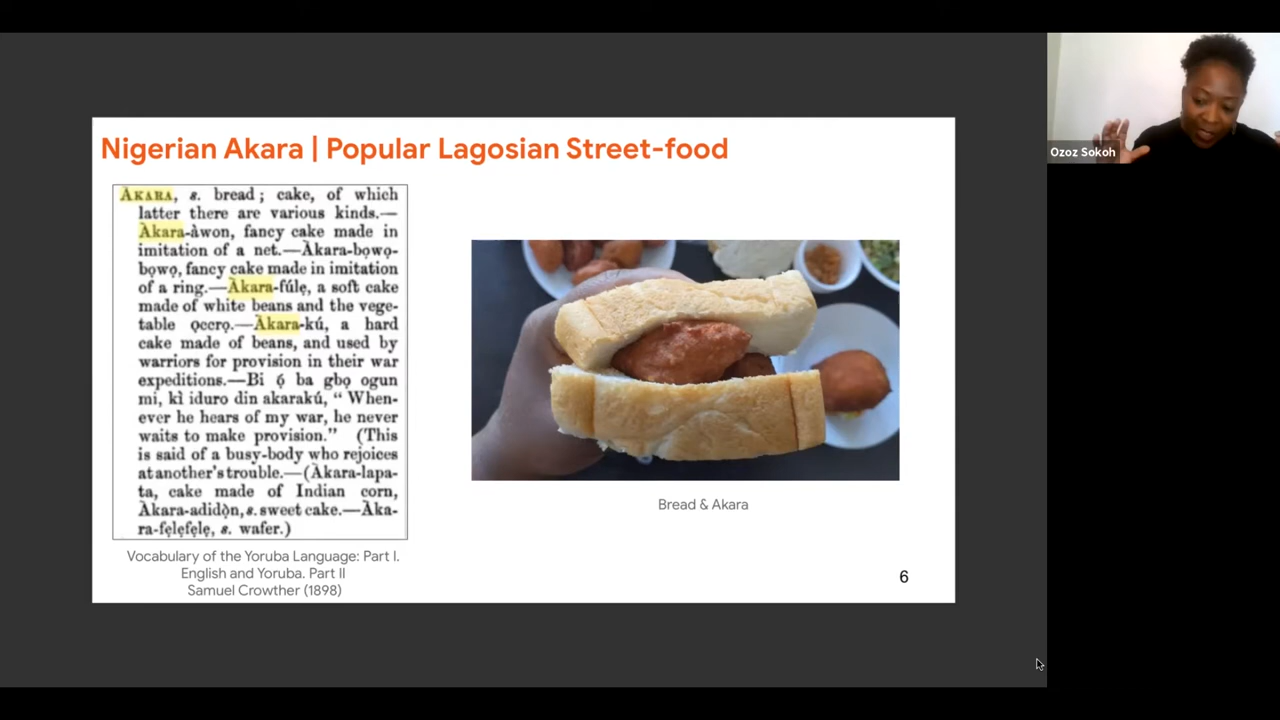 Nigerian Akara | Popular Lagosian Street-food
ÀKARA, s. bread; cake, of which
latter there are various kinds.—
Àkara-àwon, fancy cake made in
imitation of a net.—Àkara-bọwọ-
bọwọ, fancy cake made in imitation
of a ring.—Àkara-fúlẹ, a soft cake
made of white beans and the vege-
table ọccrọ.—Àkara-kú, a hard
cake made of beans, and used by
warriors for provision in their war
expeditions.—Bi ọ́ ba gbọ ogun
mi, kì iduro din akarakú, “ When-
ever he hears of my war, he never
waits to make provision.” (This
is said of a busy-body who rejoices
at another's trouble.—(Àkara-lapa-
ta, cake made of Indian corn,
Àkara-adidọ̀n, s. sweet cake.—Àka-
ra-fẹlẹfẹlẹ, s. wafer.)
Vocabulary of the Yoruba Language: Part I.
English and Yoruba. Part II
Samuel Crowther (1898)
Bread & Akara
6
Ozoz Sokoh